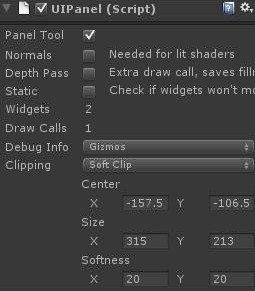 UIPanel (Script)
Panel Tool
Normals Needed for lit shaders
Depth Pass Extra draw call, saves
Static Check if widgets won't
Widgets 2
Draw Calls 1
Debug Info Gizmos
Clipping Soft Clip
Center
X -157.5 Y -106.5
Size
X 315 Y 213
Softness
X 20 Y 20